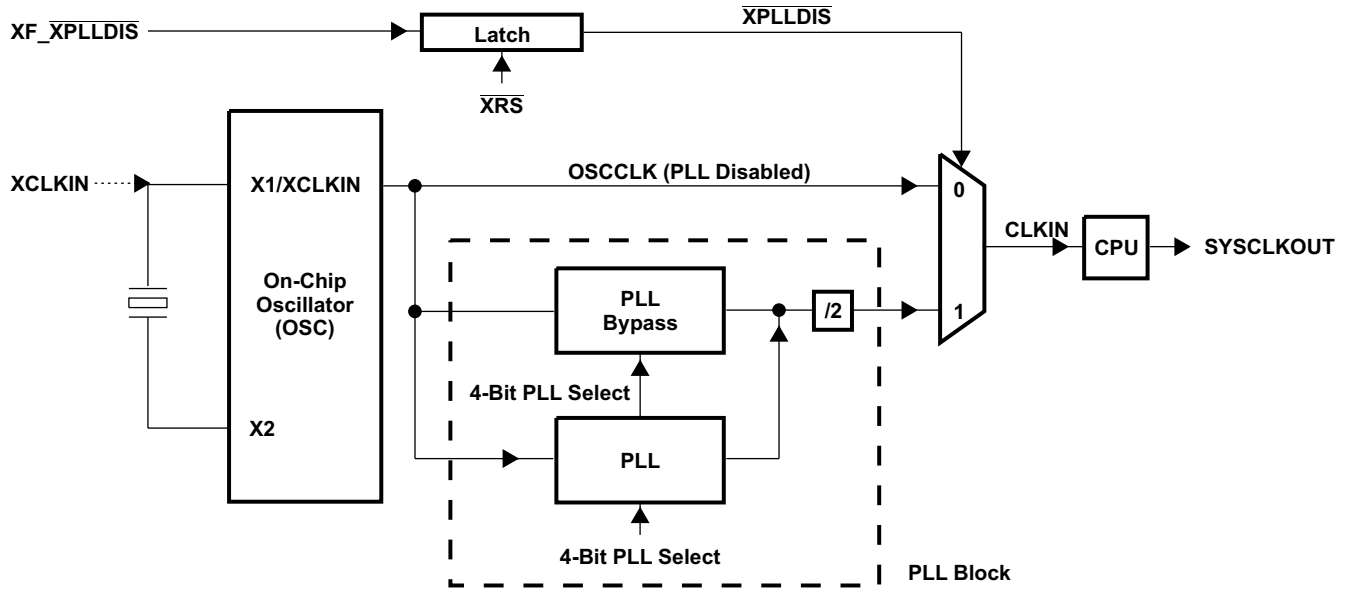 XF_XPLLDIS
XPLLDIS
Latch
XRS
XCLKIN
X1/XCLKIN
OSCCLK (PLL Disabled)
0
CLKIN
CPU
SYSCLKOUT
On-Chip
Oscillator
(OSC)
PLL
Bypass
/2
1
4-Bit PLL Select
X2
PLL
4-Bit PLL Select
PLL Block